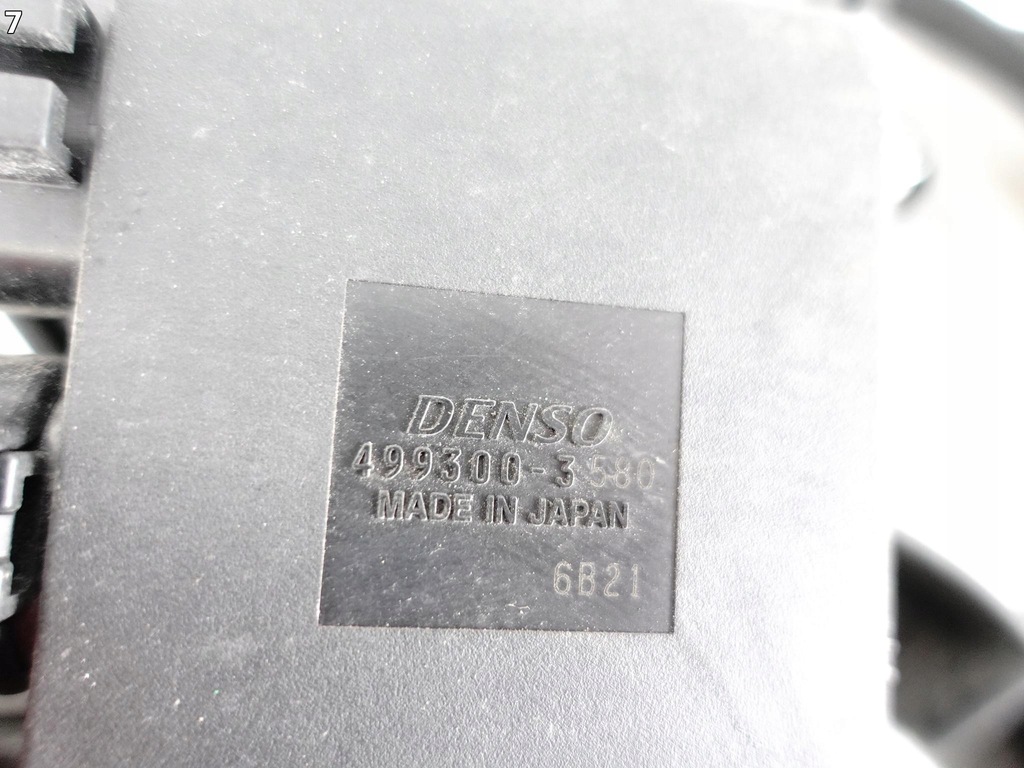 7
DENSO
499300-3580
MADE IN JAPAN
6B21